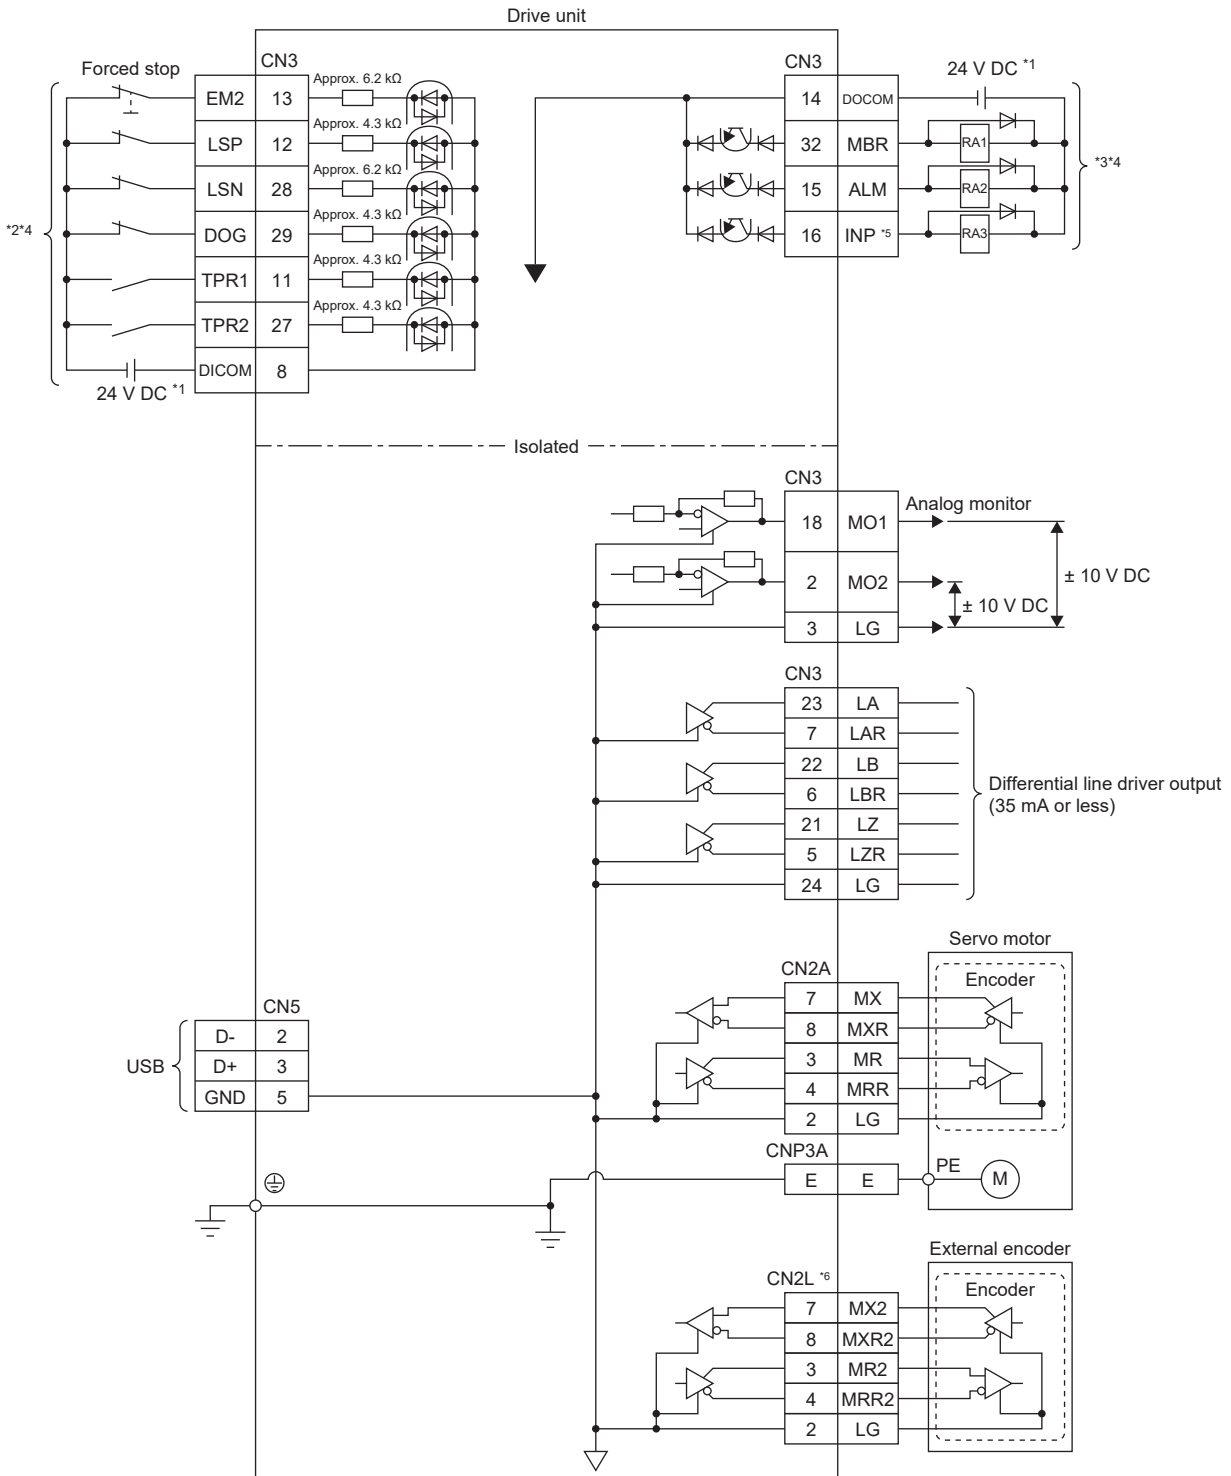 Drive unit
CN3
Forced stop
Approx. 6.2 kΩ
EM2 13
Approx. 4.3 kΩ
LSP 12
Approx. 6.2 kΩ
LSN 28
Approx. 4.3 kΩ
*2*4
DOG 29
Approx. 4.3 kΩ
TPR1 11
Approx. 4.3 kΩ
TPR2 27
DICOM 8
24 V DC *1
CN3
24 V DC *1
14 DOCOM
32 MBR RA1
*3*4
15 ALM RA2
16 INP *5 RA3
Isolated
CN3
Analog monitor
18 MO1
± 10 V DC
2 MO2
± 10 V DC
3 LG
CN3
23 LA
7 LAR
22 LB
Differential line driver output
(35 mA or less)
6 LBR
21 LZ
5 LZR
24 LG
Servo motor
CN2A
Encoder
7 MX
8 MXR
3 MR
4 MRR
2 LG
CN5
D- 2
USB
D+ 3
GND 5
CNP3A
PE
E E
M
External encoder
CN2L *6
Encoder
7 MX2
8 MXR2
3 MR2
4 MRR2
2 LG